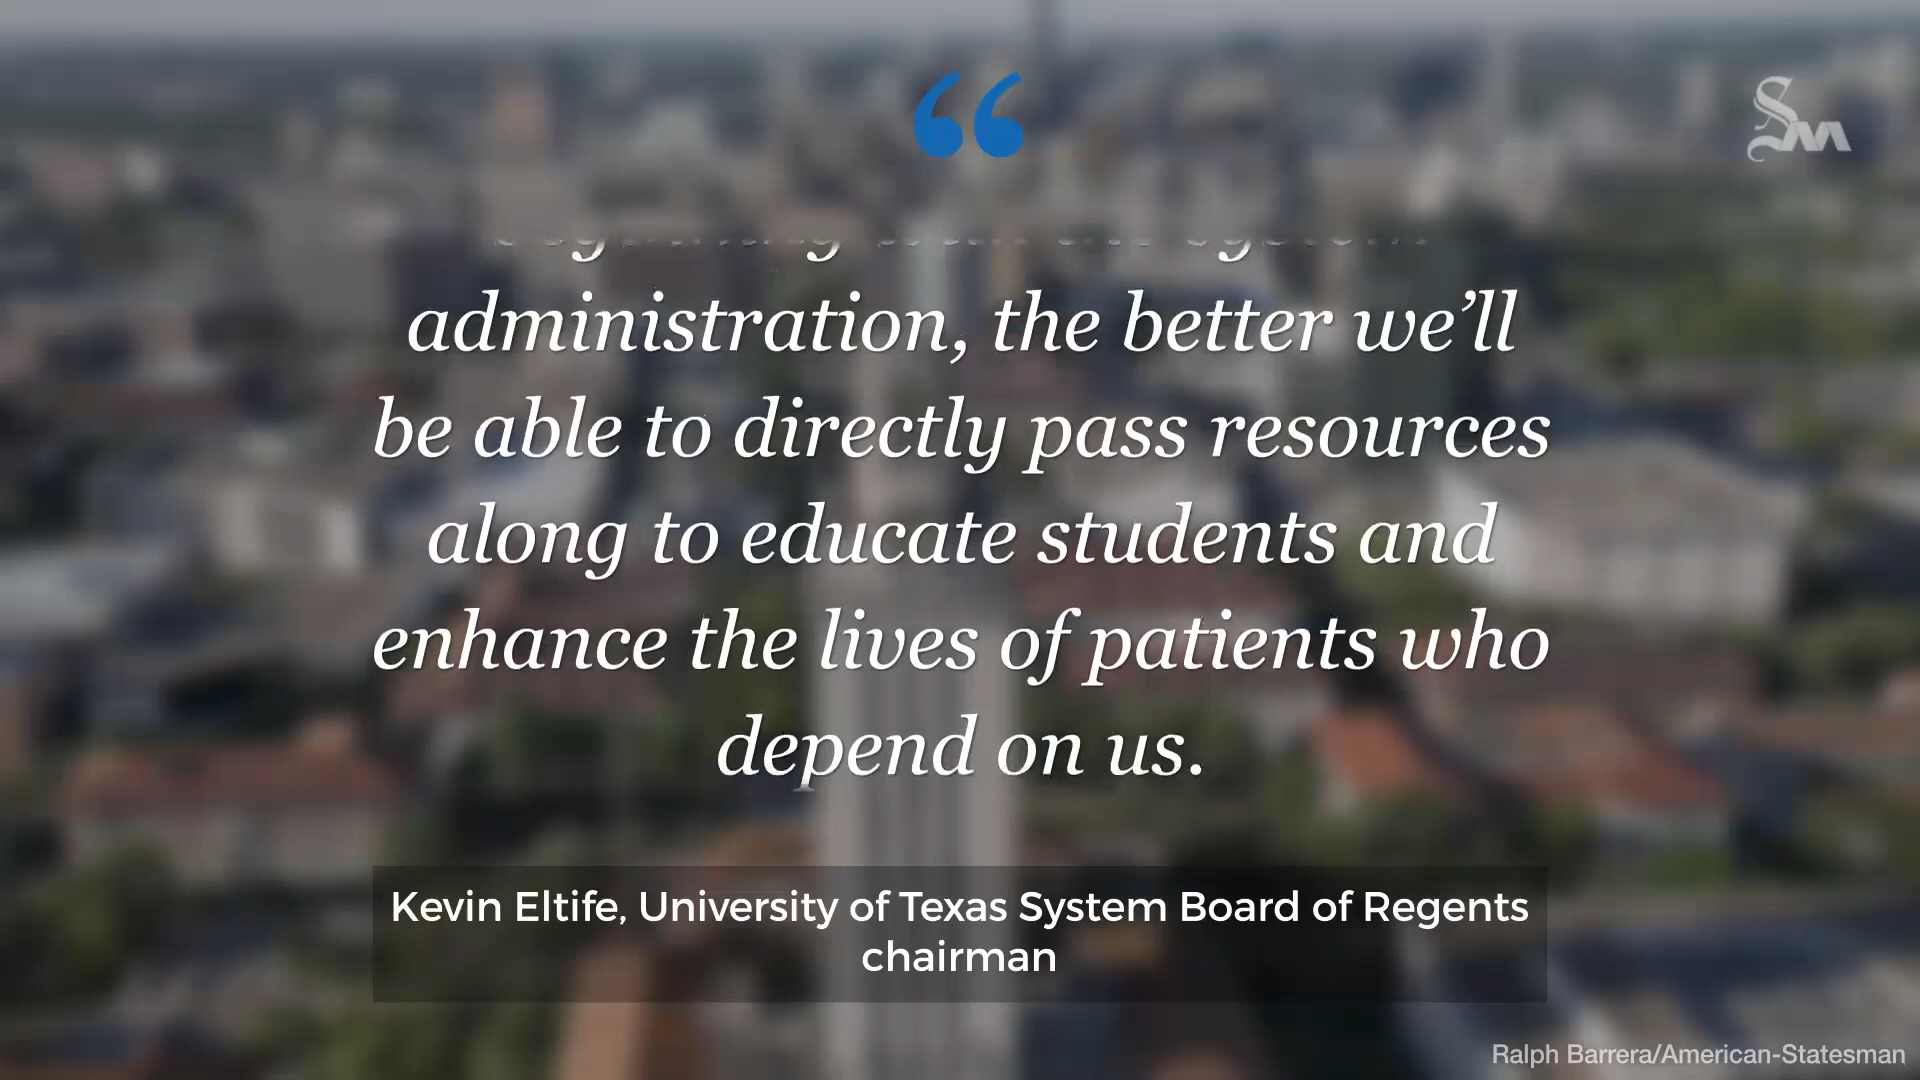 “
administration, the better we’ll
be able to directly pass resources
along to educate students and
enhance the lives of patients who
depend on us.
Kevin Eltife, University of Texas System Board of Regents
chairman
Ralph Barrera/American-Statesman